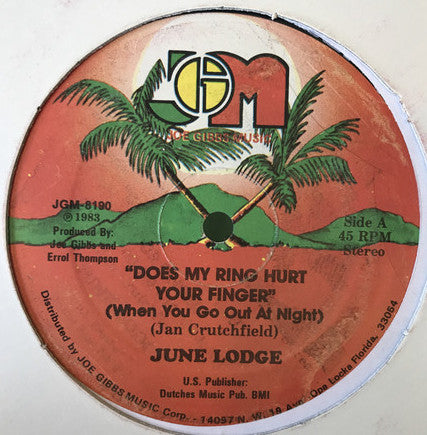 JGM
JOE GIBBS MUSIC
JGM-8190
℗ 1983
Produced By:
Joe Gibbs and
Errol Thompson
Side A
45 RPM
Stereo
"DOES MY RING HURT
YOUR FINGER"
(When You Go Out At Night)
(Jan Crutchfield)
JUNE LODGE
U.S. Publisher:
Dutches Music Pub. BMI
Distributed by JOE GIBBS MUSIC Corp. - 14057 N. W. 18 Ave. Opa Locka Florida, 33054